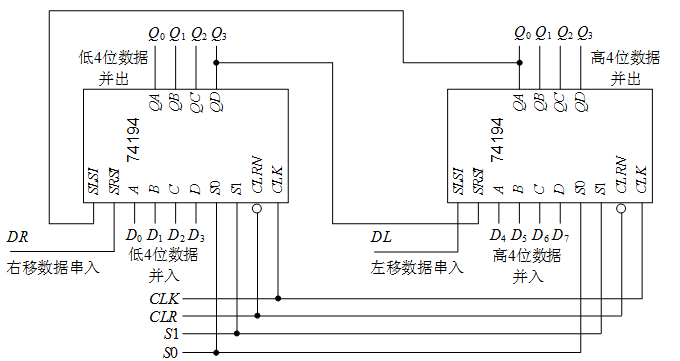 Q0 Q1 Q2 Q3
低4位数据
并出
QA QB QC QD
74194
SLSI SRSI A B C D S0 S1 CLRN CLK
Q0 Q1 Q2 Q3
高4位数据
并出
QA QB QC QD
74194
SLSI SRSI A B C D S0 S1 CLRN CLK
DR
右移数据串入
D0 D1 D2 D3
低4位数据
并入
DL
左移数据串入
D4 D5 D6 D7
高4位数据
并入
CLK
CLR
S1
S0